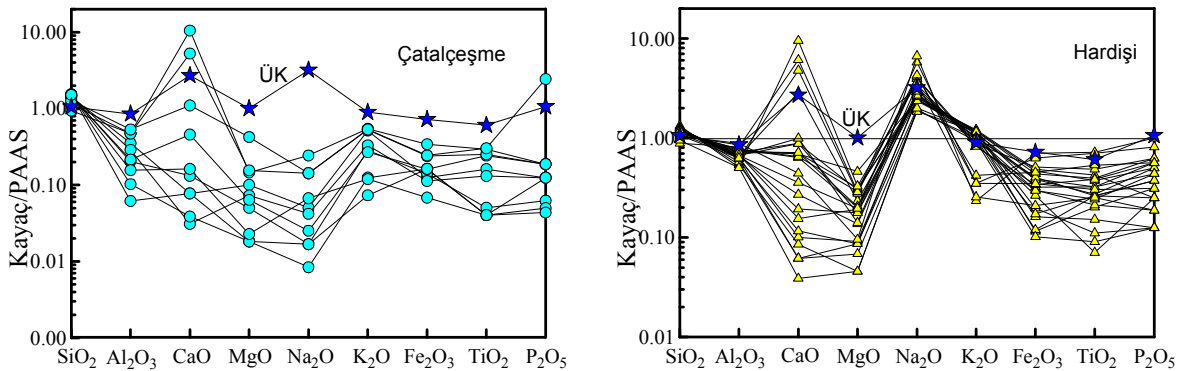 10.00
1.00
0.10
0.01
0.00
Kayaç/PAAS
Çatalçeşme
ÜK
SiO₂ Al₂O₃ CaO MgO Na₂O K₂O Fe₂O₃ TiO₂ P₂O₅
10.00
1.00
0.10
0.01
Kayaç/PAAS
Hardişi
ÜK
SiO₂ Al₂O₃ CaO MgO Na₂O K₂O Fe₂O₃ TiO₂ P₂O₅